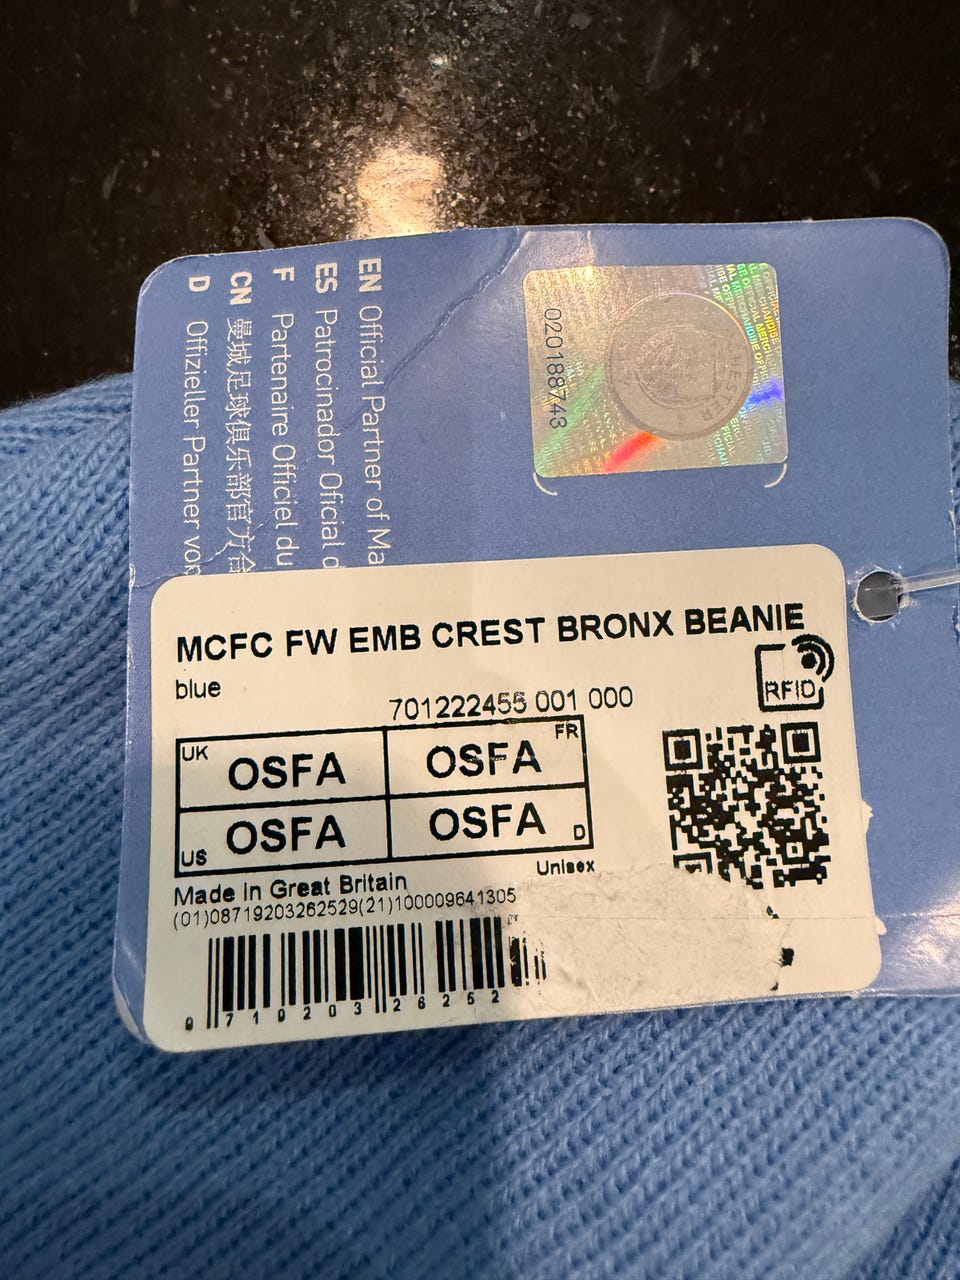 EN Official Partner of Ma
ES Patrocinador Oficial
F Partenaire Officiel du
CN 曼城足球俱乐部官方合
D Offizieller Partner
020188743
MCFC FW EMB CREST BRONX BEANIE
blue
RFID
701222455 001 000
UK OSFA
OSFA FR
US OSFA
OSFA D
Unisex
Made in Great Britain
(01)08719203262529(21)100009641305
719203 26252